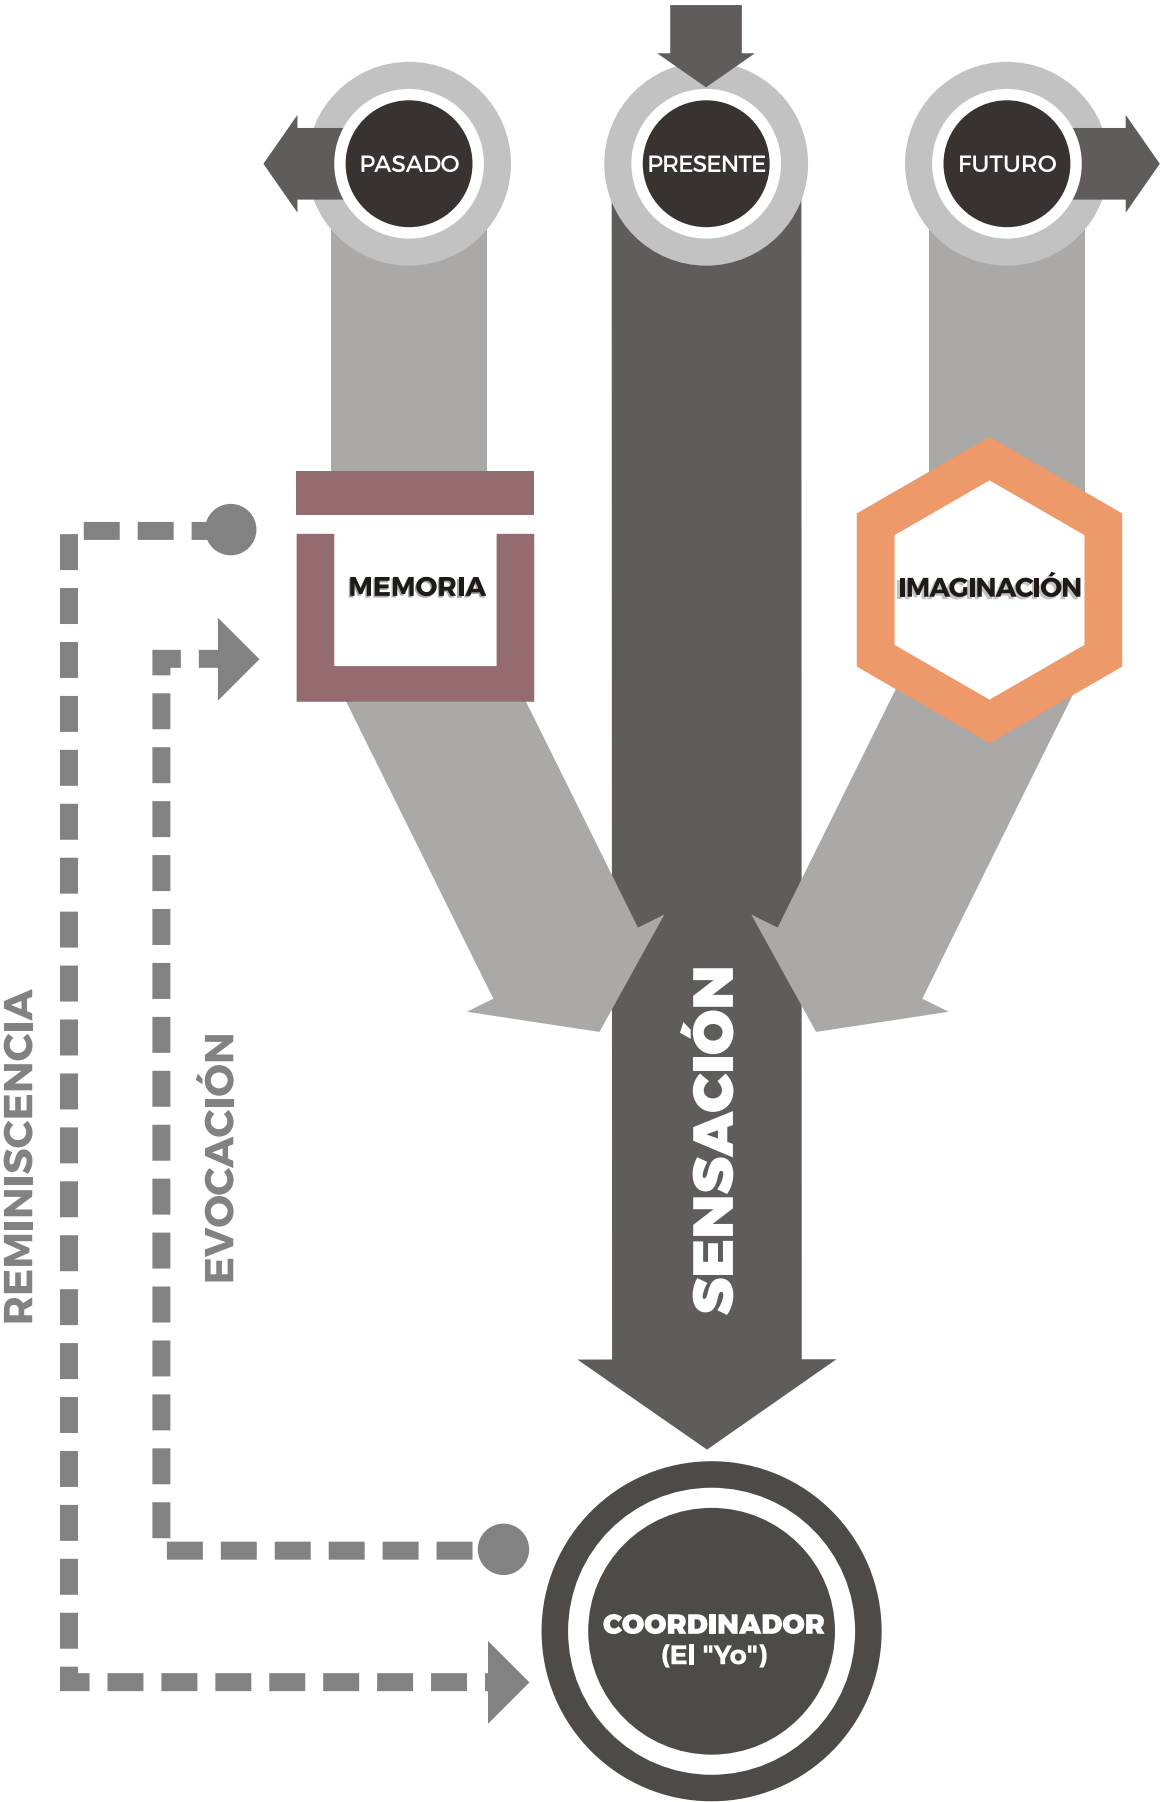 PASADO
PRESENTE
FUTURO
MEMORIA
IMAGINACIÓN
SENSACIÓN
REMINISCENCIA
EVOCACIÓN
COORDINADOR
(El "Yo")